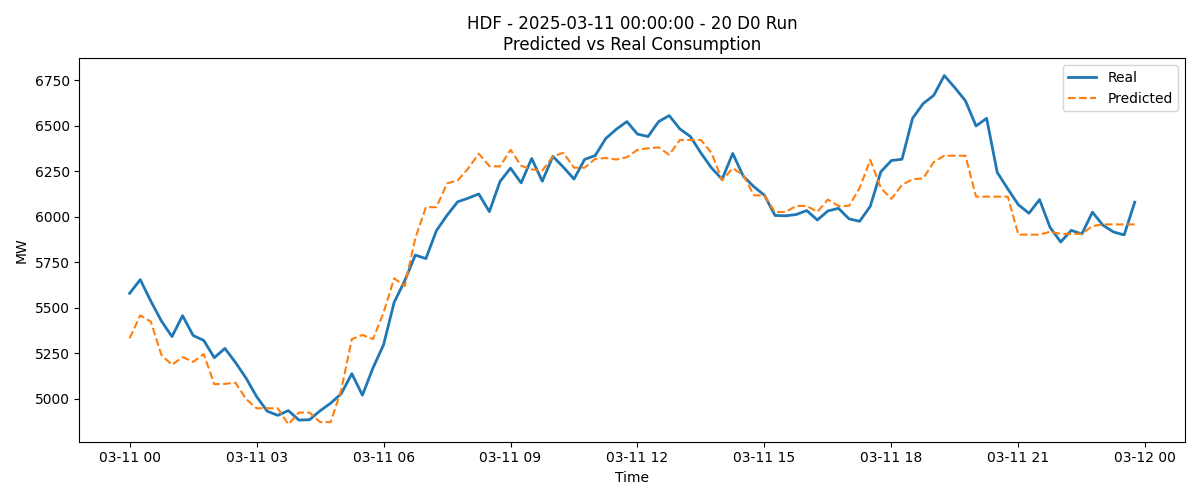 HDF - 2025-03-11 00:00:00 - 20 D0 Run
Predicted vs Real Consumption
Real
Predicted
MW
6750
6500
6250
6000
5750
5500
5250
5000
03-11 00
03-11 03
03-11 06
03-11 09
03-11 12
03-11 15
03-11 18
03-11 21
03-12 00
Time